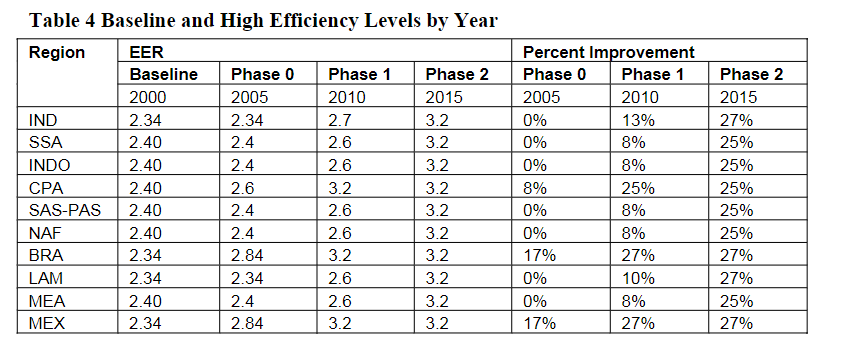 Table 4 Baseline and High Efficiency Levels by Year
Region EER Percent Improvement
Baseline Phase 0 Phase 1 Phase 2 Phase 0 Phase 1 Phase 2
2000 2005 2010 2015 2005 2010 2015
IND 2.34 2.34 2.7 3.2 0% 13% 27%
SSA 2.40 2.4 2.6 3.2 0% 8% 25%
INDO 2.40 2.4 2.6 3.2 0% 8% 25%
CPA 2.40 2.6 3.2 3.2 8% 25% 25%
SAS-PAS 2.40 2.4 2.6 3.2 0% 8% 25%
NAF 2.40 2.4 2.6 3.2 0% 8% 25%
BRA 2.34 2.84 3.2 3.2 17% 27% 27%
LAM 2.34 2.34 2.6 3.2 0% 10% 27%
MEA 2.40 2.4 2.6 3.2 0% 8% 25%
MEX 2.34 2.84 3.2 3.2 17% 27% 27%